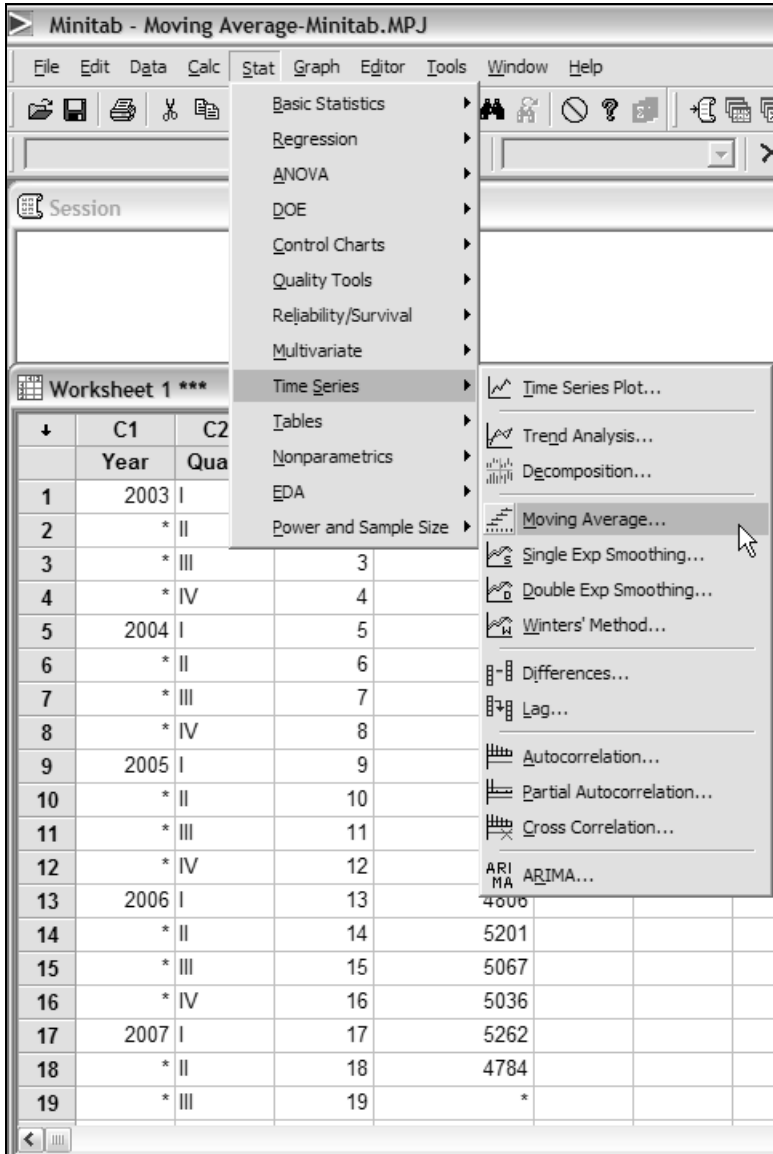 Minitab - Moving Average-Minitab.MPJ
File Edit Data Calc Stat Graph Editor Tools Window Help
Basic Statistics
Regression
ANOVA
DOE
Control Charts
Quality Tools
Reliability/Survival
Multivariate
Time Series
Tables
Nonparametrics
EDA
Power and Sample Size
Time Series Plot...
Trend Analysis...
Decomposition...
Moving Average...
Single Exp Smoothing...
Double Exp Smoothing...
Winters' Method...
Differences...
Lag...
Autocorrelation...
Partial Autocorrelation...
Cross Correlation...
ARI MA ARIMA...
Session
Worksheet 1 ***
C1 C2
Year Qua
1 2003 I
2 * II
3 * III 3
4 * IV 4
5 2004 I 5
6 * II 6
7 * III 7
8 * IV 8
9 2005 I 9
10 * II 10
11 * III 11
12 * IV 12
13 2006 I 13 4806
14 * II 14 5201
15 * III 15 5067
16 * IV 16 5036
17 2007 I 17 5262
18 * II 18 4784
19 * III 19 *